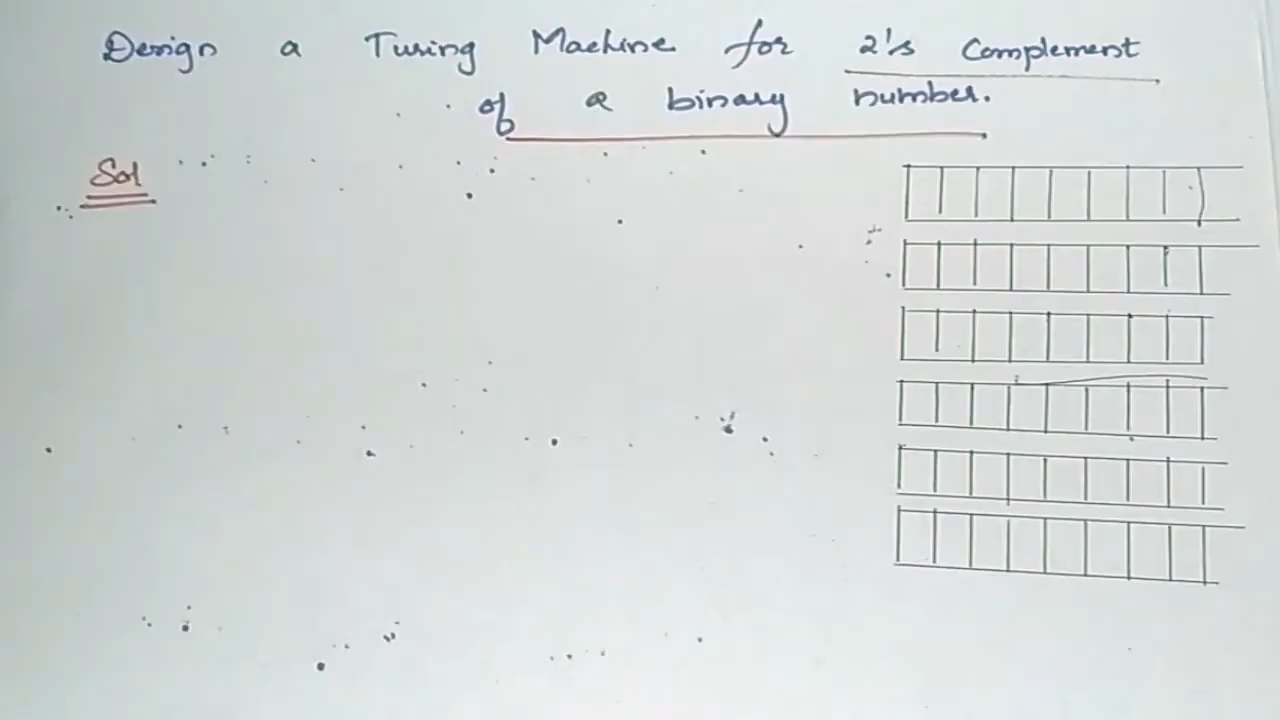 Design a Turing Machine for 2's Complement
of a binary number.
Sol